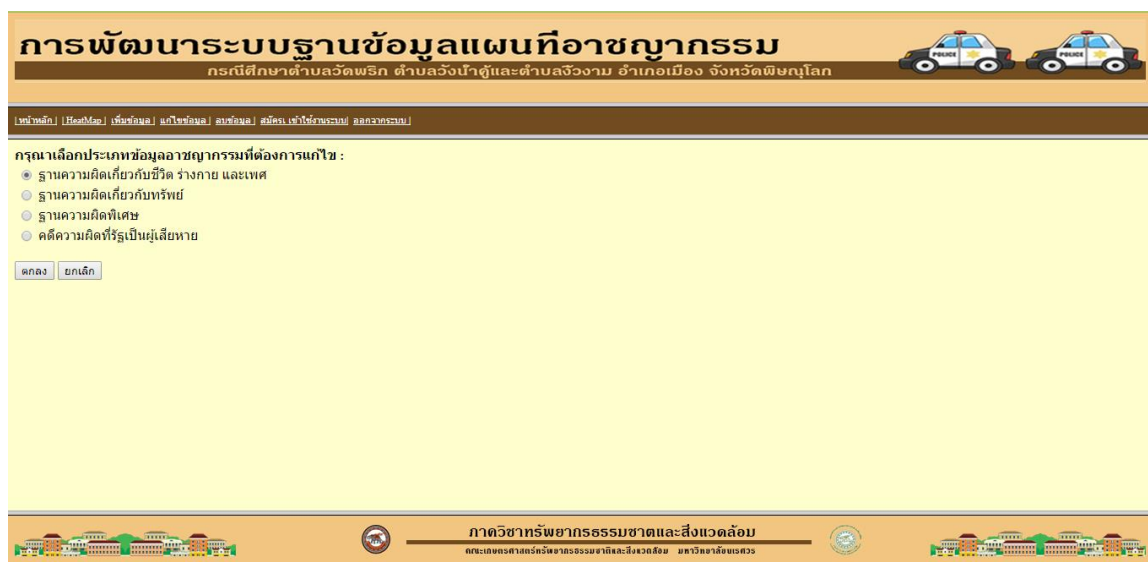 การพัฒนาระบบฐานข้อมูลแผนที่อาชญากรรม
กรณีศึกษาตำบลวัดพริก ตำบลวังน้ำคู้และตำบลงิ้วงาม อำเภอเมือง จังหวัดพิษณุโลก
POLICE POLICE
| หน้าหลัก | | HeatMap | เพิ่มข้อมูล | แก้ไขข้อมูล | ลบข้อมูล | สมัครเข้าใช้งานระบบ| ออกจากระบบ |
กรุณาเลือกประเภทข้อมูลอาชญากรรมที่ต้องการแก้ไข :
ฐานความผิดเกี่ยวกับชีวิต ร่างกาย และเพศ
ฐานความผิดเกี่ยวกับทรัพย์
ฐานความผิดพิเศษ
คดีความผิดที่รัฐเป็นผู้เสียหาย
ตกลง ยกเลิก
ภาควิชาทรัพยากรธรรมชาติและสิ่งแวดล้อม
คณะเกษตรศาสตร์ทรัพยากรธรรมชาติและสิ่งแวดล้อม มหาวิทยาลัยนเรศวร